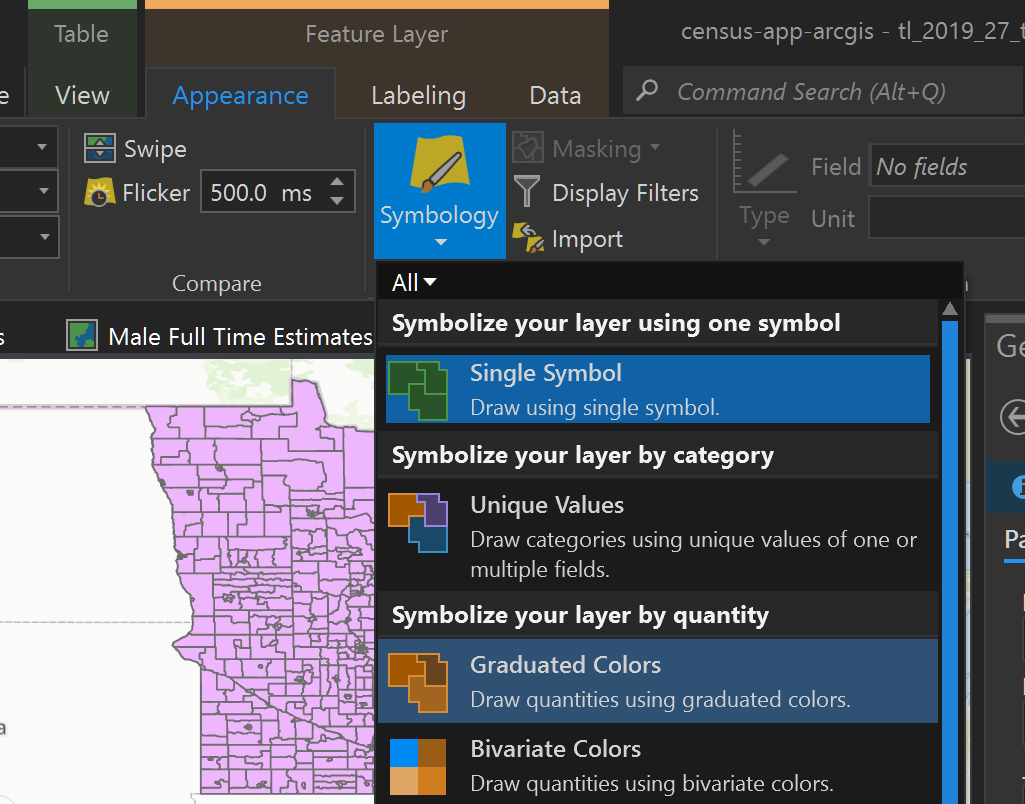 Table
Feature Layer
census-app-arcgis - tl_2019_27_t
e
View
Appearance
Labeling
Data
Command Search (Alt+Q)
Swipe
Flicker
500.0 ms
Compare
Symbology
Masking
Display Filters
Import
Type
Field
No fields
Unit
All
s
Male Full Time Estimates
Symbolize your layer using one symbol
Single Symbol
Draw using single symbol.
Symbolize your layer by category
Unique Values
Draw categories using unique values of one or
multiple fields.
Symbolize your layer by quantity
Graduated Colors
Draw quantities using graduated colors.
Bivariate Colors
Draw quantities using bivariate colors.
Ge
Pa
a